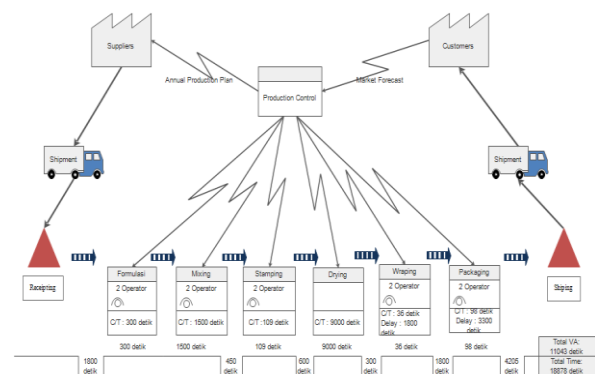 Suppliers
Customers
Annual Production Plan
Market Forecast
Production Control
Shipment
Shipment
Receipting
Shiping
Formulasi
2 Operator
C/T : 300 detik
Mixing
2 Operator
C/T : 1500 detik
Stamping
2 Operator
C/T :109 detik
Drying
C/T : 9000 detik
Wraping
2 Operator
C/T : 36 detik
Delay : 1800
detik
Packaging
2 Operator
C/T : 98 detik
Delay : 3300
detik
300 detik
1500 detik
109 detik
9000 detik
36 detik
98 detik
1800
detik
450
detik
600
detik
300
detik
1800
detik
4205
detik
Total VA:
11043 detik
Total Time:
18878 detik